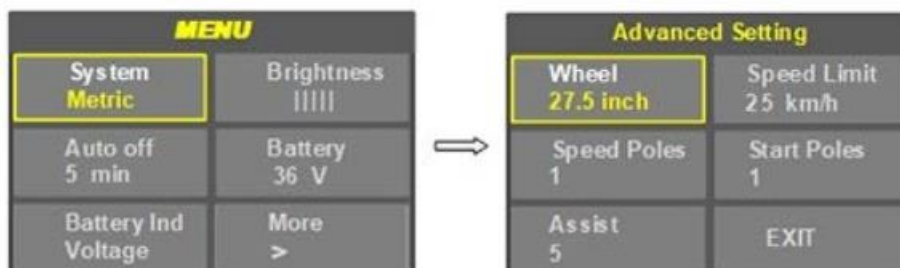 MENU
System
Metric
Brightness
|||||
Auto off
5 min
Battery
36 V
Battery Ind
Voltage
More
>
Advanced Setting
Wheel
27.5 inch
Speed Limit
25 km/h
Speed Poles
1
Start Poles
1
Assist
5
EXIT